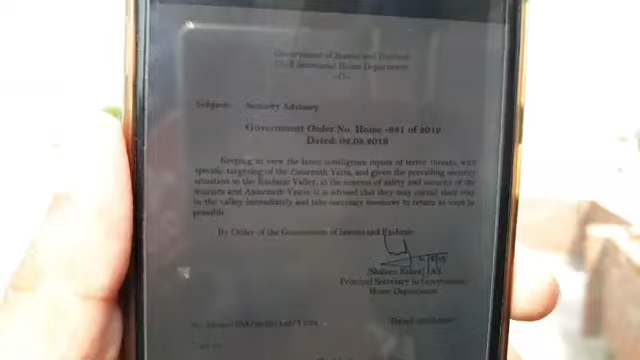 Government of Jammu and Kashmir
Civil Secretariat Home Department
Subject: Security Advisory
Government Order No. Home -881 of 2019
Dated: 02.08.2019
Keeping in view the latest intelligence inputs of terror threats, with
specific targeting of the Amarnath Yatra, and given the prevailing security
situation in the Kashmir Valley, in the interest of safety and security of the
tourists and Amarnath Yatris, it is advised that they may curtail their stay
in the valley immediately and take necessary measures to return as soon as
possible
By Order of the Government of Jammu and Kashmir
Principal Secretary to Government
Home Department